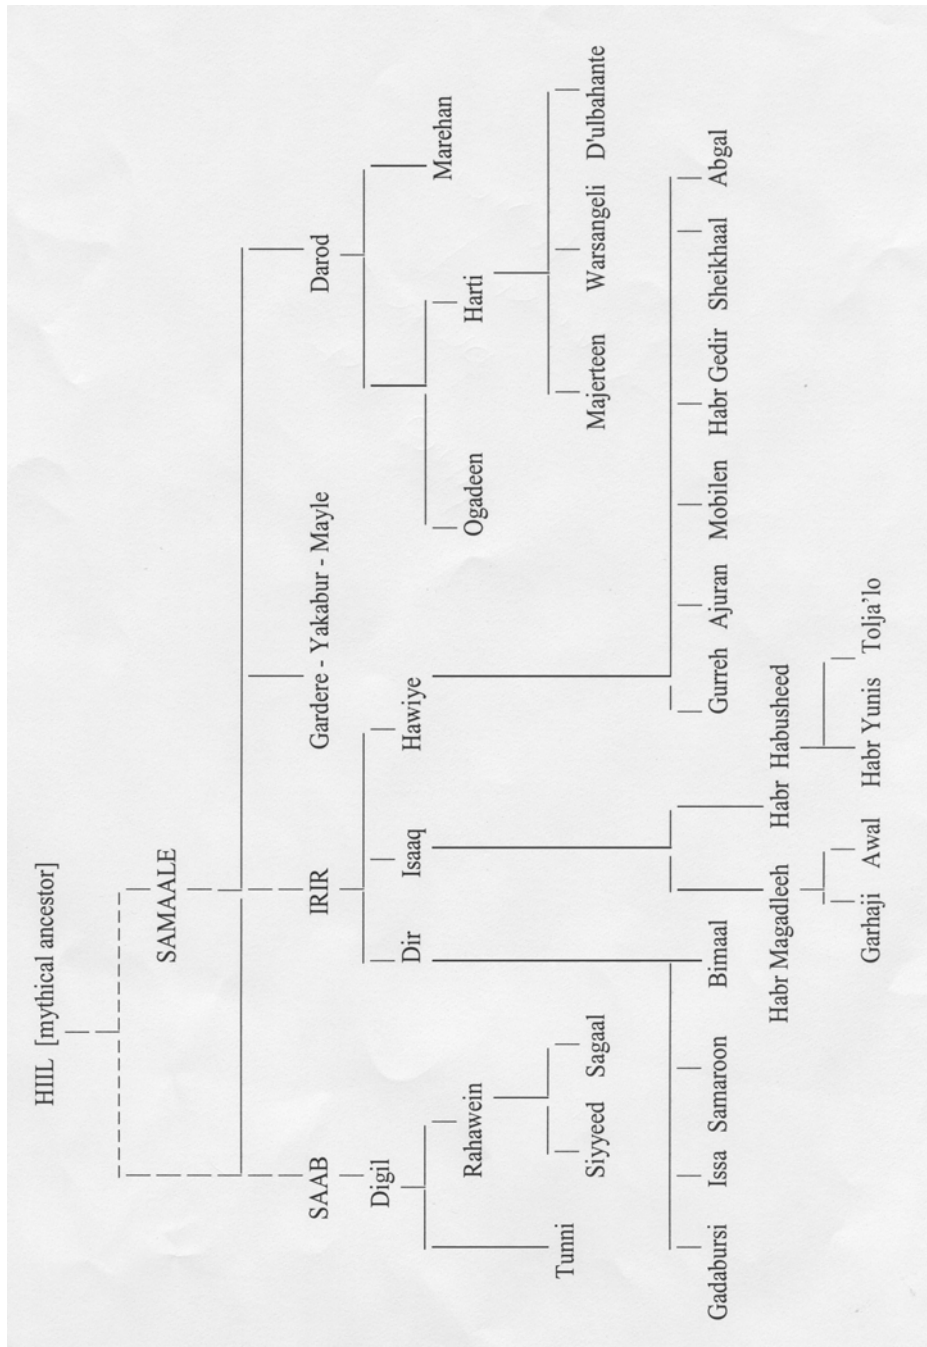 HIIL [mythical ancestor]
SAMAALE
SAAB IRIR Gardere - Yakabur - Mayle Darod
Digil
Dir Isaaq Hawiye Marehan
Rahawein Ogadeen Harti
Tunni
Siyyeed Sagaal Majerteen Warsangeli D'ulbahante
Gadabursi Issa Samaroon Bimaal Gurreh Ajuran Mobilen Habr Gedir Sheikhaal Abgal
Habr Magadleeh Habr Habusheed
Garhaji Awal Habr Yunis Tolja'lo